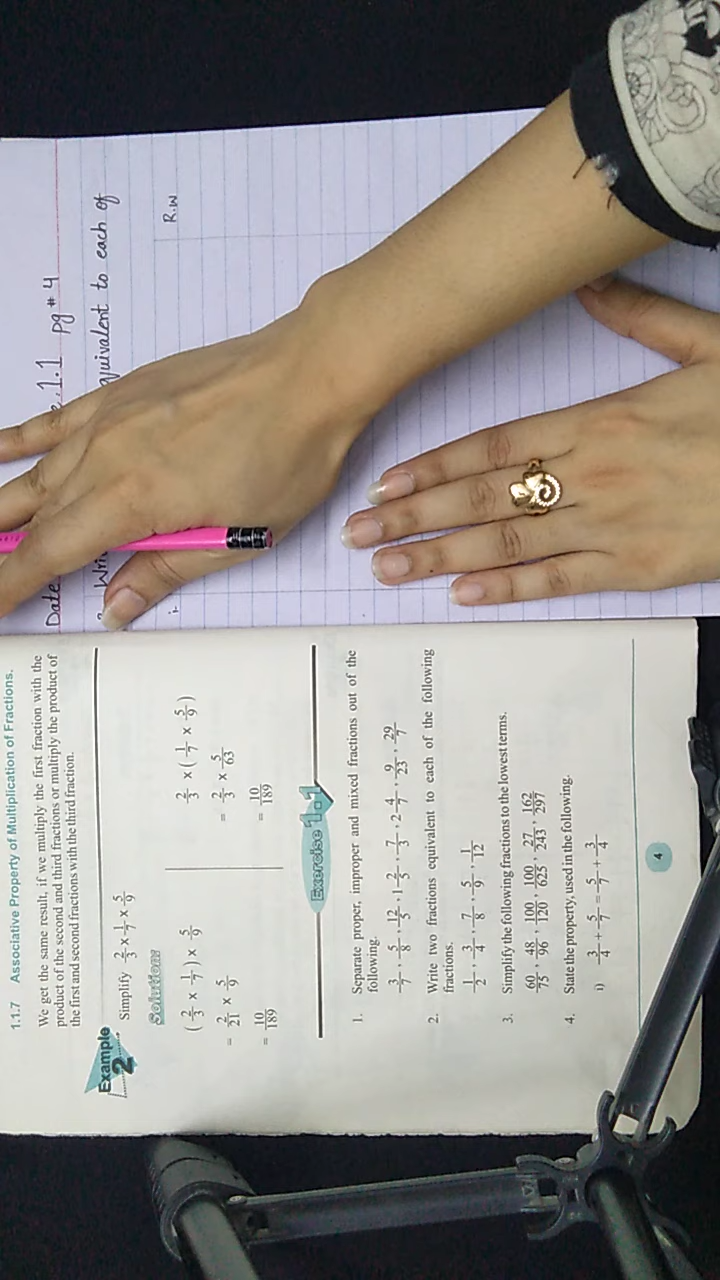 1.1.7 Associative Property of Multiplication of Fractions.
We get the same result, if we multiply the first fraction with the
product of the second and third fractions or multiply the product of
the first and second fractions with the third fraction.
Example
2
Simplify 2/3 x 1/7 x 5/9
Solution:
(2/3 x 1/7) x 5/9
= 2/21 x 5/9
= 10/189
2/3 x (1/7 x 5/9)
= 2/3 x 5/63
= 10/189
Exercise 1.1
1. Separate proper, improper and mixed fractions out of the
following.
3/7 , 5/8 , 12/5 , 1 2/5 , 7/3 , 2 4/7 , 9/23 , 29/7
2. Write two fractions equivalent to each of the following
fractions.
1/2 , 3/4 , 7/8 , 5/9 , 1/12
3. Simplify the following fractions to the lowest terms.
60/75 , 48/96 , 100/120 , 100/625 , 27/243 , 162/297
4. State the property, used in the following.
i) 3/4 + 5/7 = 5/7 + 3/4
4
Date 1.1 pg # 4
equivalent to each of
R.W
i-